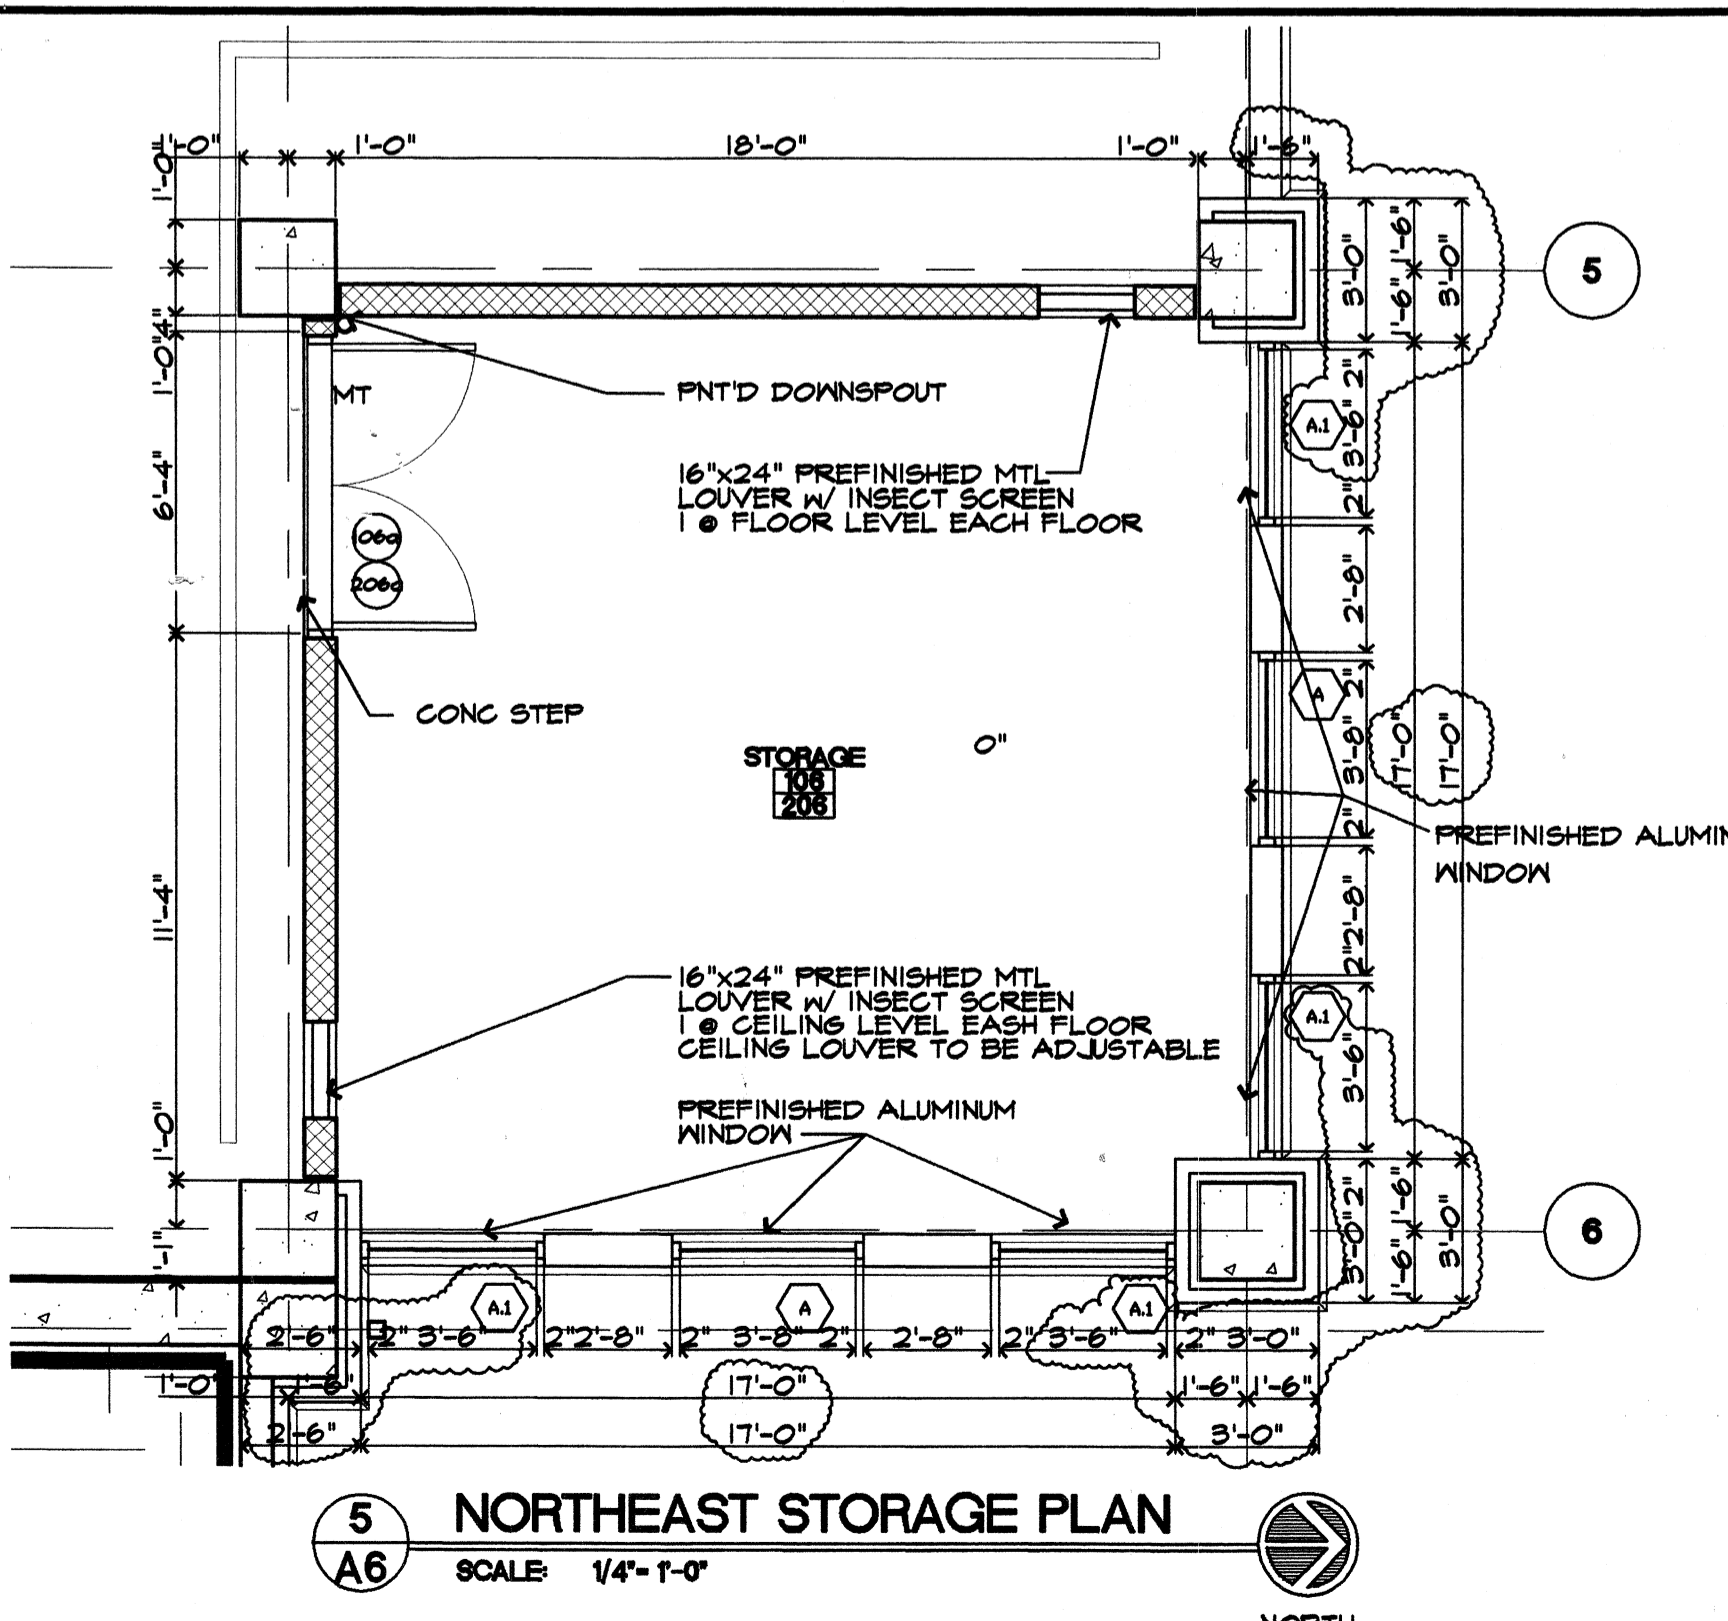 1'-0"
1'-0"
18'-0"
1'-0"
1'-6"
1'-0"
3'-0"
1'-6"
1'-6"
3'-0"
5
4"
1'-0"
MT
PNT'D DOWNSPOUT
2"
A.1
3'-6"
2"
6'-4"
16"x24" PREFINISHED MTL
LOUVER W/ INSECT SCREEN
1 @ FLOOR LEVEL EACH FLOOR
106a
206a
2'-8"
CONC STEP
A
2"
3'-8"
2"
17'-0"
17'-0"
STORAGE
106
206
0"
PREFINISHED ALUMIN
WINDOW
11'-4"
2'-8"
2"
16"x24" PREFINISHED MTL
LOUVER W/ INSECT SCREEN
1 @ CEILING LEVEL EASH FLOOR
CEILING LOUVER TO BE ADJUSTABLE
A.1
3'-6"
PREFINISHED ALUMINUM
WINDOW
1'-0"
2"
3'-0"
1'-6"
1'-6"
3'-0"
6
1'-1"
A.1
A
A.1
2'-6"
2"
3'-6"
2"
2'-8"
2"
3'-8"
2"
2'-8"
2"
3'-6"
2"
3'-0"
1'-0"
1'-6"
17'-0"
1'-6"
1'-6"
2'-6"
17'-0"
3'-0"
5
A6
NORTHEAST STORAGE PLAN
SCALE: 1/4"= 1'-0"
NORTH